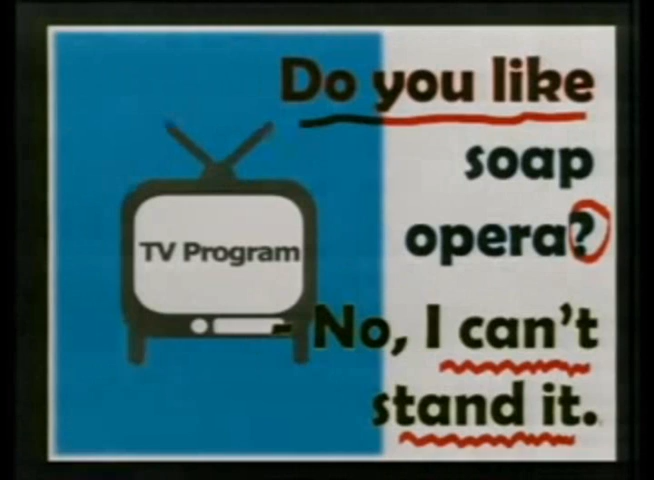 Do you like
soap
opera?
TV Program
- No, I can't
stand it.